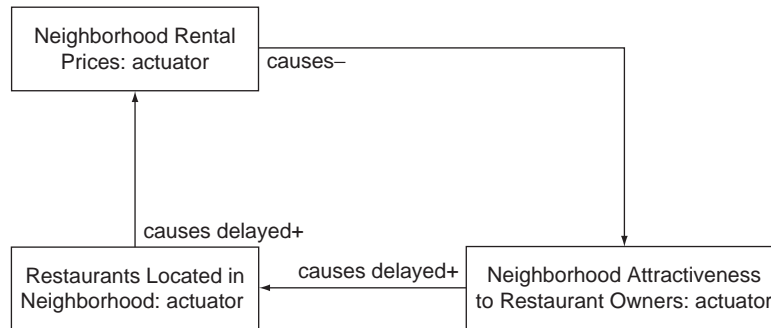 Neighborhood Rental
Prices: actuator
causes–
causes delayed+
causes delayed+
Restaurants Located in
Neighborhood: actuator
Neighborhood Attractiveness
to Restaurant Owners: actuator